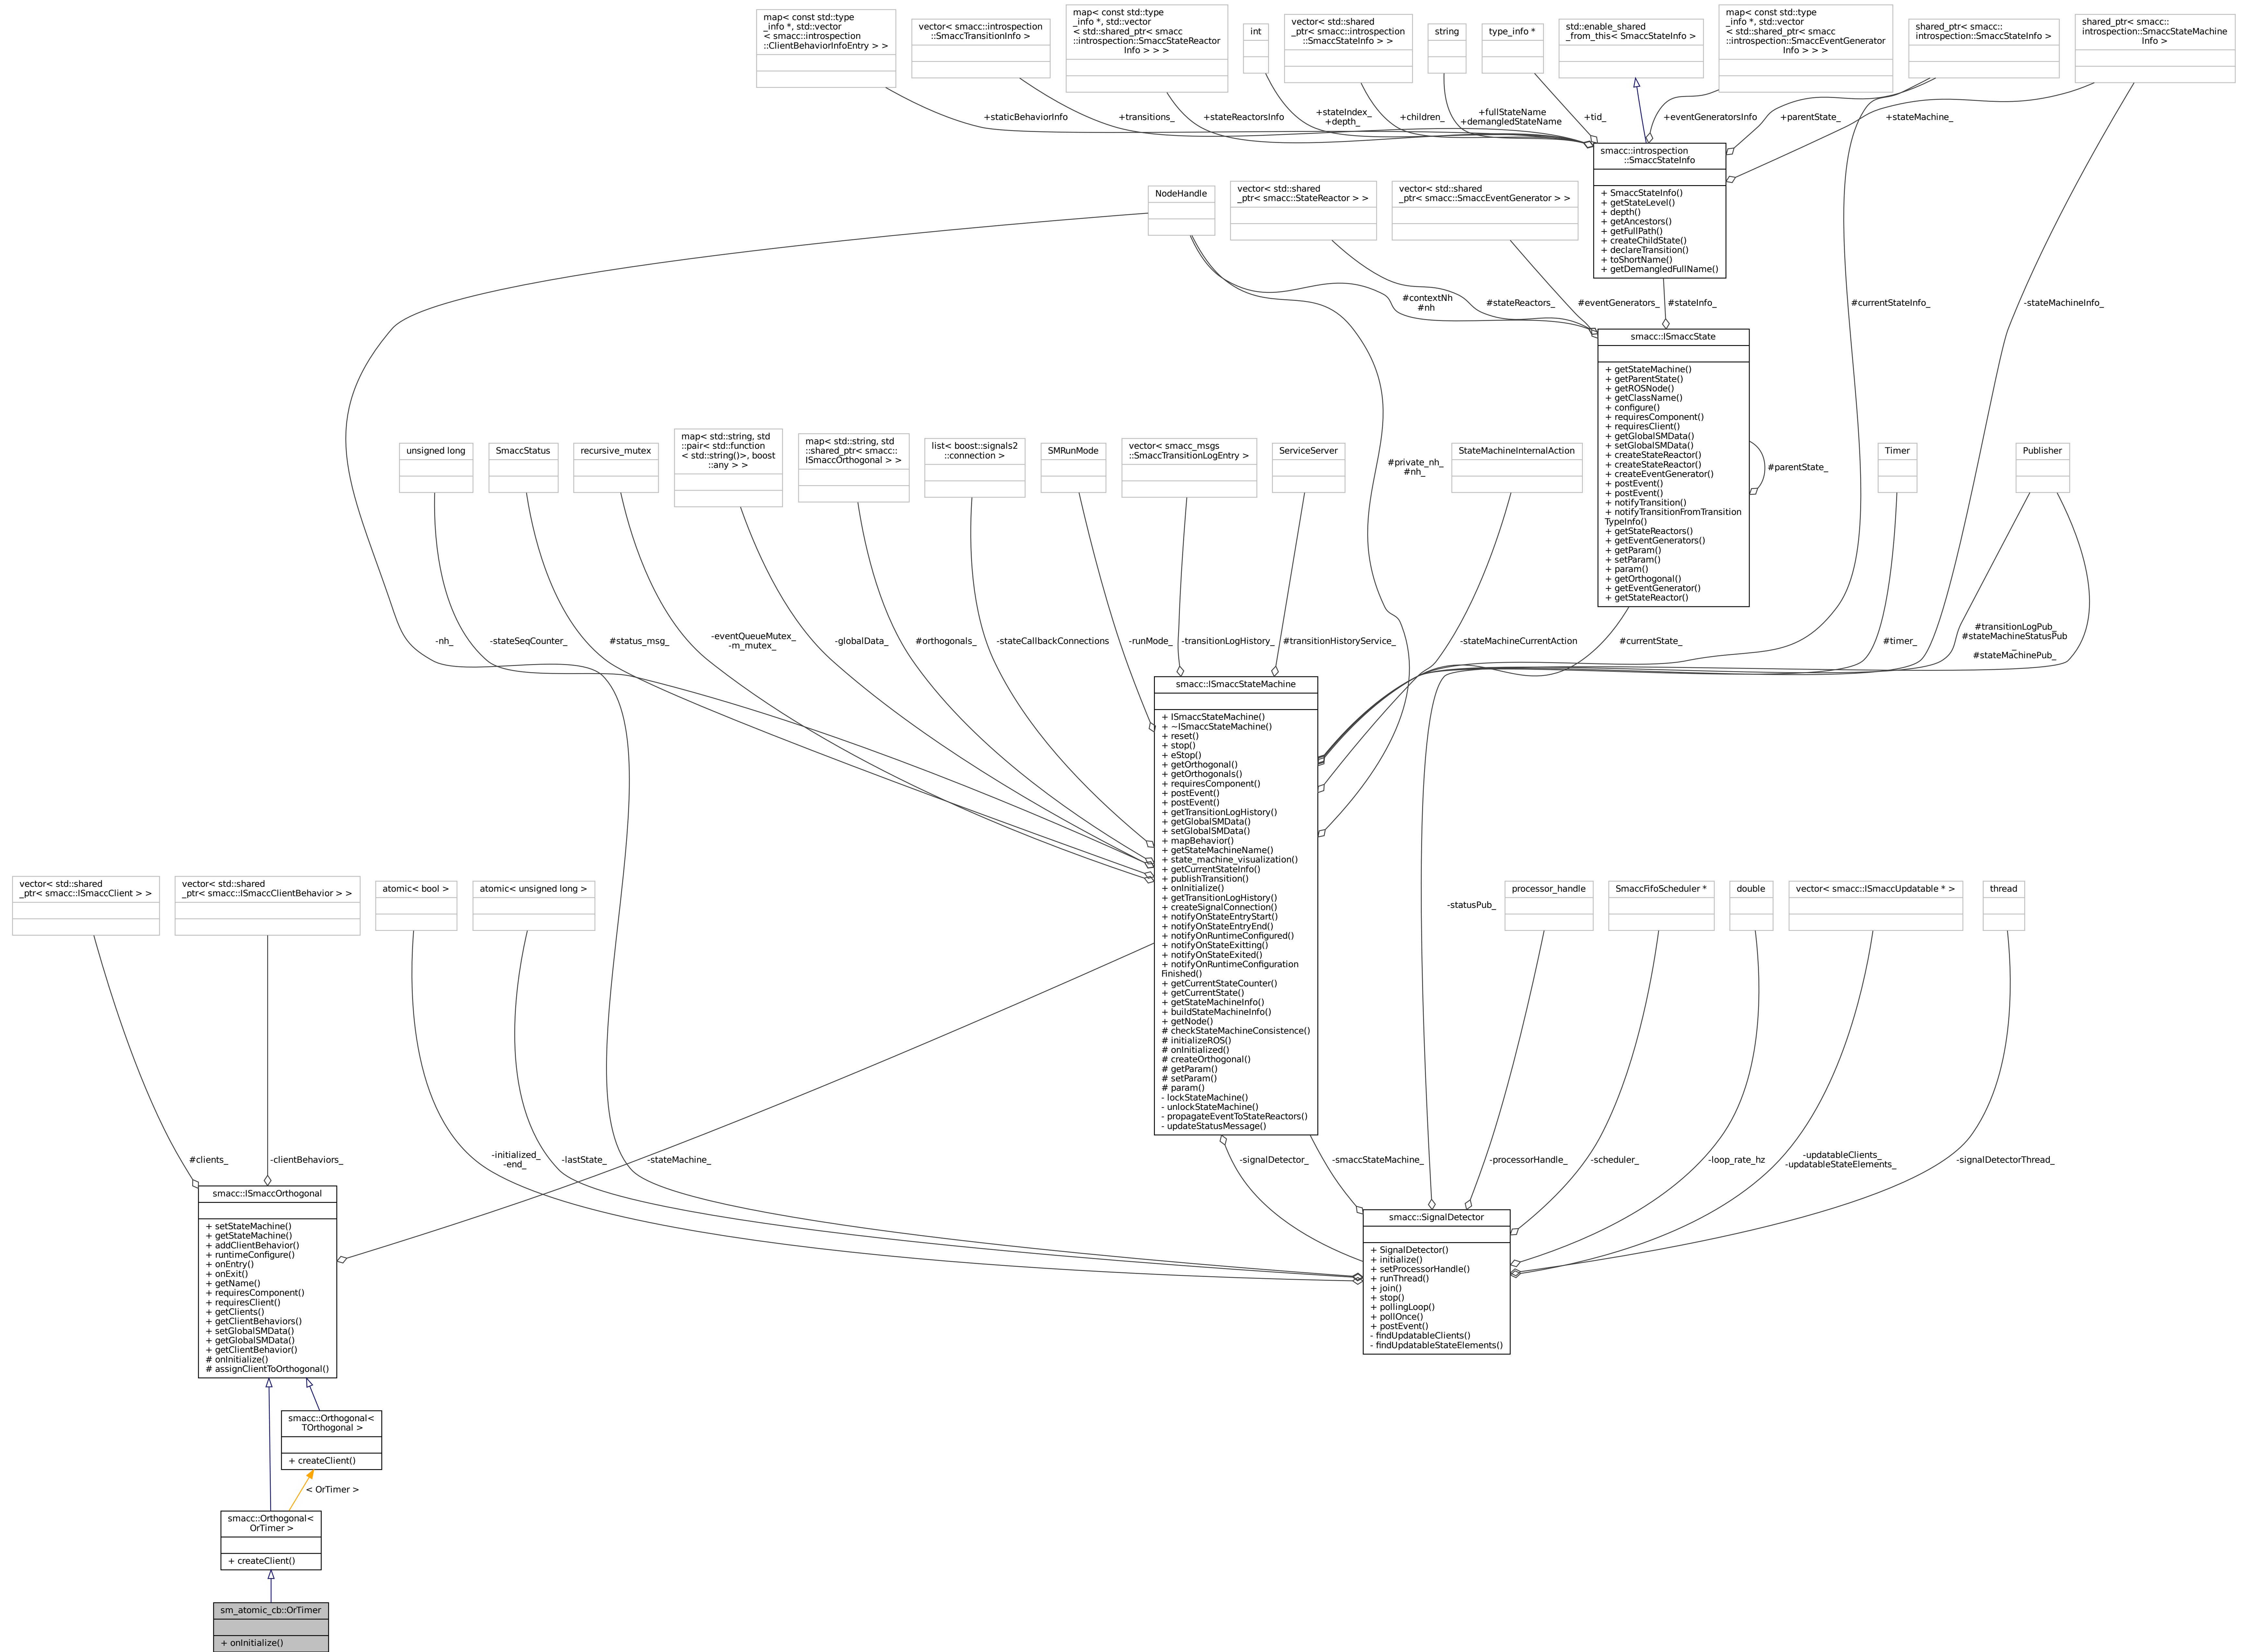 map< const std::type
_info *, std::vector
< smacc::introspection
::ClientBehaviorInfoEntry > >
vector< smacc::introspection
::SmaccTransitionInfo >
map< const std::type
_info *, std::vector
< std::shared_ptr< smacc
::introspection::SmaccStateReactor
Info > > >
int
vector< std::shared
_ptr< smacc::introspection
::SmaccStateInfo > >
string
type_info *
std::enable_shared
_from_this< SmaccStateInfo >
map< const std::type
_info *, std::vector
< std::shared_ptr< smacc
::introspection::SmaccEventGenerator
Info > > >
shared_ptr< smacc::
introspection::SmaccStateInfo >
shared_ptr< smacc::
introspection::SmaccStateMachine
Info >
+staticBehaviorInfo
+transitions_
+stateReactorsInfo
+stateIndex_
+depth_
+children_
+fullStateName
+demangledStateName
+tid_
+eventGeneratorsInfo
+parentState_
+stateMachine_
smacc::introspection
::SmaccStateInfo
+ SmaccStateInfo()
+ getStateLevel()
+ depth()
+ getAncestors()
+ getFullPath()
+ createChildState()
+ declareTransition()
+ toShortName()
+ getDemangledFullName()
NodeHandle
vector< std::shared
_ptr< smacc::StateReactor > >
vector< std::shared
_ptr< smacc::SmaccEventGenerator > >
#contextNh
#nh
#stateReactors_
#eventGenerators_
#stateInfo_
#currentStateInfo_
-stateMachineInfo_
smacc::ISmaccState
+ getStateMachine()
+ getParentState()
+ getROSNode()
+ getClassName()
+ configure()
+ requiresComponent()
+ requiresClient()
+ getGlobalSMData()
+ setGlobalSMData()
+ createStateReactor()
+ createStateReactor()
+ createEventGenerator()
+ postEvent()
+ postEvent()
+ notifyTransition()
+ notifyTransitionFromTransition
TypeInfo()
+ getStateReactors()
+ getEventGenerators()
+ getParam()
+ setParam()
+ param()
+ getOrthogonal()
+ getEventGenerator()
+ getStateReactor()
#parentState_
unsigned long
SmaccStatus
recursive_mutex
map< std::string, std
::pair< std::function
< std::string()>, boost
::any > >
map< std::string, std
::shared_ptr< smacc::
ISmaccOrthogonal > >
list< boost::signals2
::connection >
SMRunMode
vector< smacc_msgs
::SmaccTransitionLogEntry >
ServiceServer
#private_nh_
#nh_
StateMachineInternalAction
Timer
Publisher
-nh_
-stateSeqCounter_
#status_msg_
-eventQueueMutex_
-m_mutex_
-globalData_
#orthogonals_
-stateCallbackConnections
-runMode_
-transitionLogHistory_
#transitionHistoryService_
-stateMachineCurrentAction
#currentState_
#timer_
#transitionLogPub_
#stateMachineStatusPub
_
#stateMachinePub_
smacc::ISmaccStateMachine
+ ISmaccStateMachine()
+ ~ISmaccStateMachine()
+ reset()
+ stop()
+ eStop()
+ getOrthogonal()
+ getOrthogonals()
+ requiresComponent()
+ postEvent()
+ postEvent()
+ getTransitionLogHistory()
+ getGlobalSMData()
+ setGlobalSMData()
+ mapBehavior()
+ getStateMachineName()
+ state_machine_visualization()
+ getCurrentStateInfo()
+ publishTransition()
+ onInitialize()
+ getTransitionLogHistory()
+ createSignalConnection()
+ notifyOnStateEntryStart()
+ notifyOnStateEntryEnd()
+ notifyOnRuntimeConfigured()
+ notifyOnStateExitting()
+ notifyOnStateExited()
+ notifyOnRuntimeConfiguration
Finished()
+ getCurrentStateCounter()
+ getCurrentState()
+ getStateMachineInfo()
+ buildStateMachineInfo()
+ getNode()
# checkStateMachineConsistence()
# initializeROS()
# onInitialized()
# createOrthogonal()
# getParam()
# setParam()
# param()
- lockStateMachine()
- unlockStateMachine()
- propagateEventToStateReactors()
- updateStatusMessage()
vector< std::shared
_ptr< smacc::ISmaccClient > >
vector< std::shared
_ptr< smacc::ISmaccClientBehavior > >
atomic< bool >
atomic< unsigned long >
-statusPub_
processor_handle
SmaccFifoScheduler *
double
vector< smacc::ISmaccUpdatable * >
thread
#clients_
-clientBehaviors_
-initialized_
-end_
-lastState_
-stateMachine_
-signalDetector_
-smaccStateMachine_
-processorHandle_
-scheduler_
-loop_rate_hz
-updatableClients_
-updatableStateElements_
-signalDetectorThread_
smacc::ISmaccOrthogonal
+ setStateMachine()
+ getStateMachine()
+ addClientBehavior()
+ runtimeConfigure()
+ onEntry()
+ onExit()
+ getName()
+ requiresComponent()
+ requiresClient()
+ getClients()
+ getClientBehaviors()
+ setGlobalSMData()
+ getGlobalSMData()
+ getClientBehavior()
# onInitialize()
# assignClientToOrthogonal()
smacc::SignalDetector
+ SignalDetector()
+ initialize()
+ setProcessorHandle()
+ runThread()
+ join()
+ stop()
+ pollingLoop()
+ pollOnce()
+ postEvent()
- findUpdatableClients()
- findUpdatableStateElements()
smacc::Orthogonal<
TOrthogonal >
+ createClient()
< OrTimer >
smacc::Orthogonal<
OrTimer >
+ createClient()
sm_atomic_cb::OrTimer
+ onInitialize()